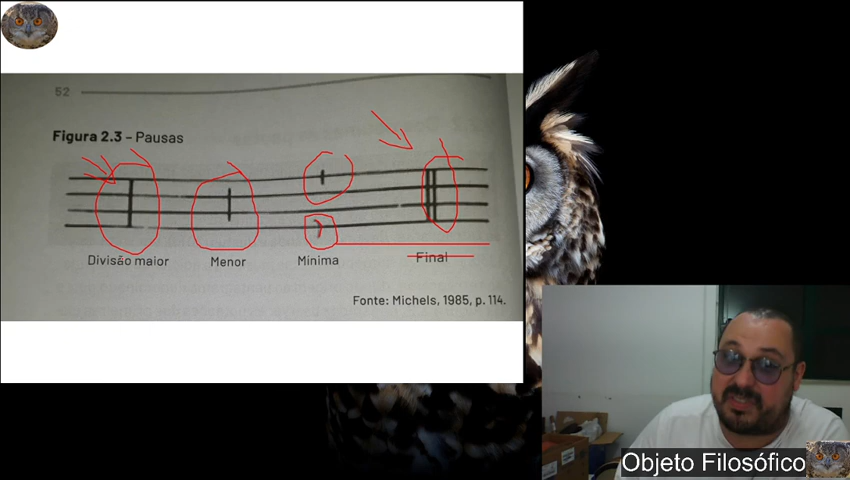 52
Figura 2.3 – Pausas
Divisão maior Menor Mínima Final
Fonte: Michels, 1985, p. 114.
Objeto Filosófico